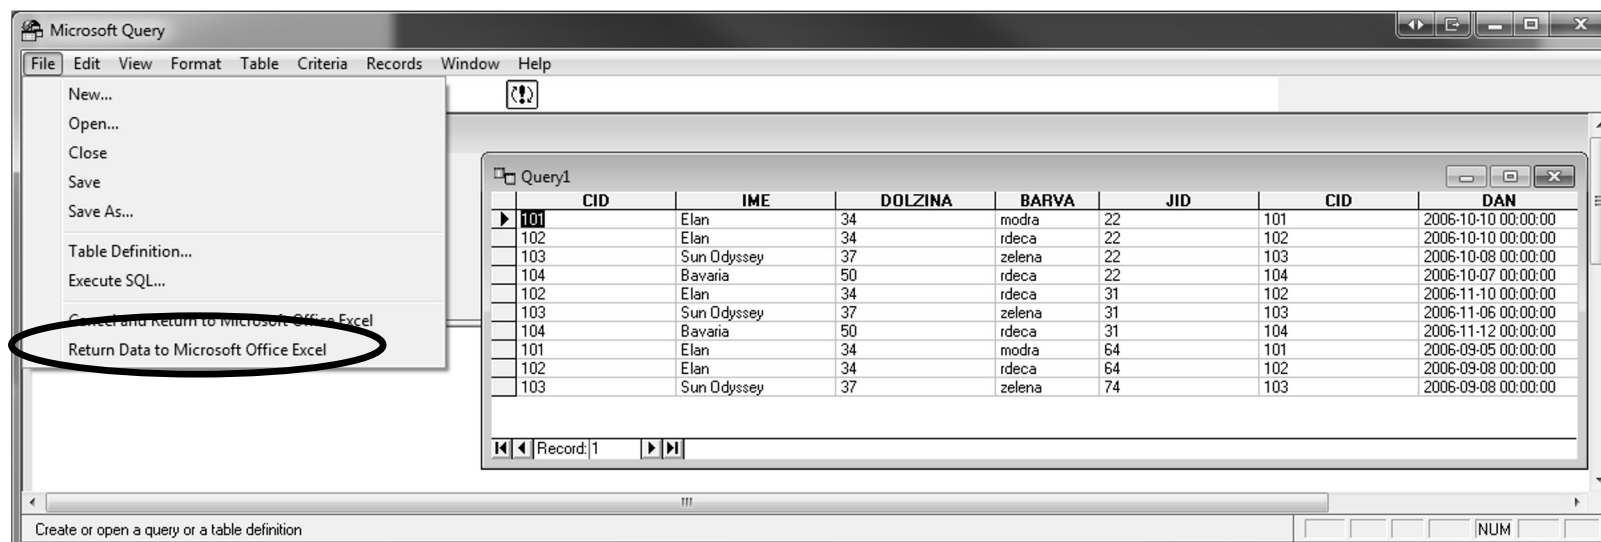 Microsoft Query
File Edit View Format Table Criteria Records Window Help
New...
Open...
Close
Save
Save As...
Table Definition...
Execute SQL...
Cancel and Return to Microsoft Office Excel
Return Data to Microsoft Office Excel
Query1
CID IME DOLZINA BARVA JID CID DAN
101 Elan 34 modra 22 101 2006-10-10 00:00:00
102 Elan 34 rdeca 22 102 2006-10-10 00:00:00
103 Sun Odyssey 37 zelena 22 103 2006-10-08 00:00:00
104 Bavaria 50 rdeca 22 104 2006-10-07 00:00:00
102 Elan 34 rdeca 31 102 2006-11-10 00:00:00
103 Sun Odyssey 37 zelena 31 103 2006-11-06 00:00:00
104 Bavaria 50 rdeca 31 104 2006-11-12 00:00:00
101 Elan 34 modra 64 101 2006-09-05 00:00:00
102 Elan 34 rdeca 64 102 2006-09-08 00:00:00
103 Sun Odyssey 37 zelena 74 103 2006-09-08 00:00:00
Record: 1
Create or open a query or a table definition
NUM